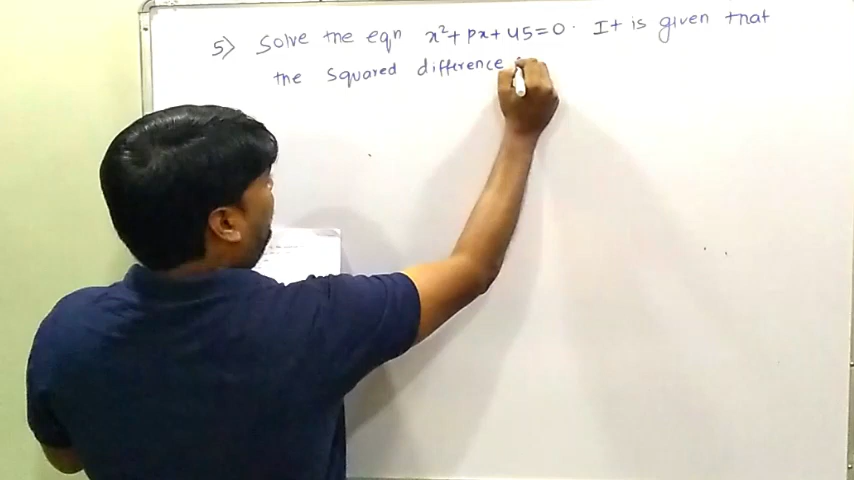 5> Solve the eqn x²+px+45=0. It is given that
the squared difference